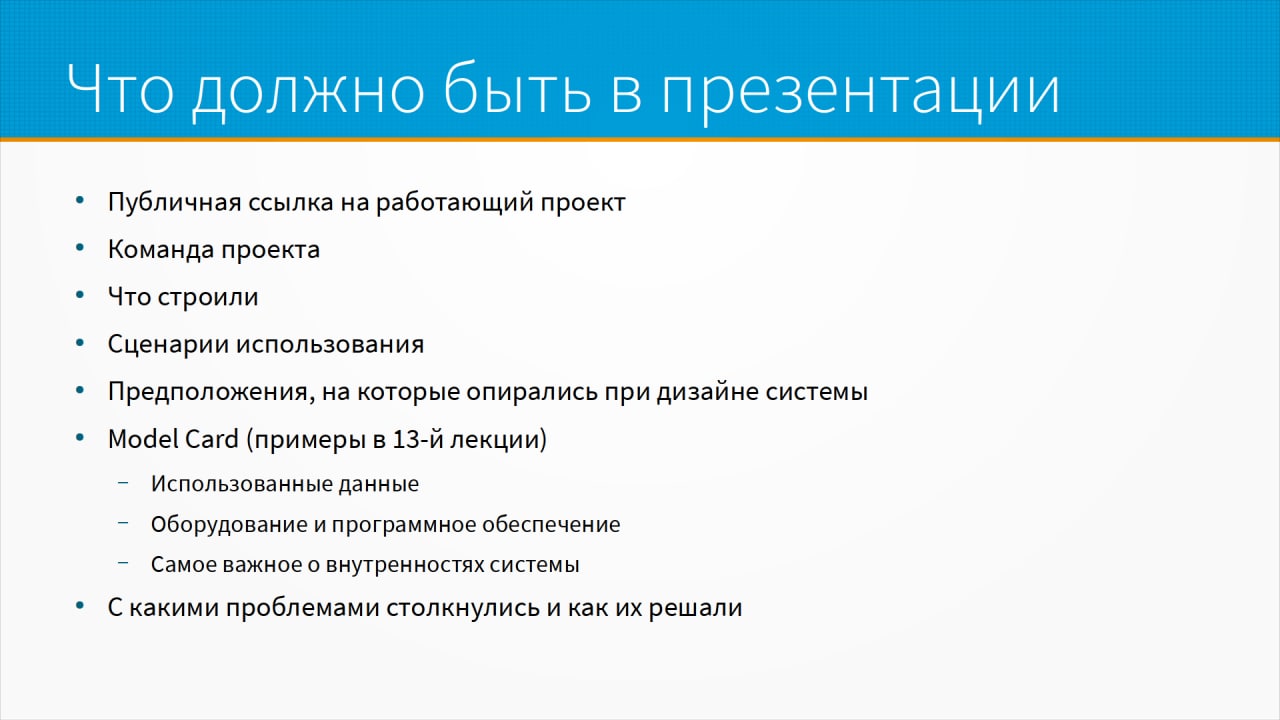 Что должно быть в презентации
• Публичная ссылка на работающий проект
• Команда проекта
• Что строили
• Сценарии использования
• Предположения, на которые опирались при дизайне системы
• Model Card (примеры в 13-й лекции)
– Использованные данные
– Оборудование и программное обеспечение
– Самое важное о внутренностях системы
• С какими проблемами столкнулись и как их решали